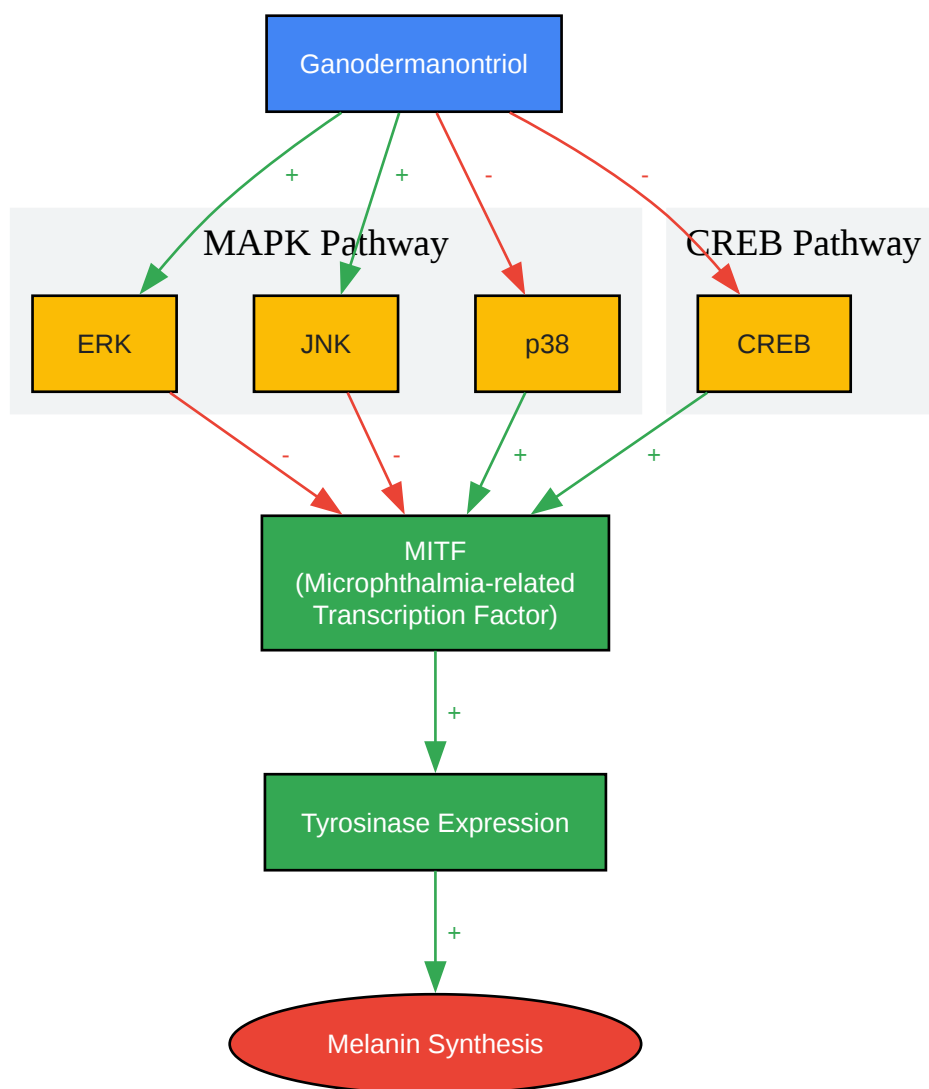 Ganodermanontriol
+
+
-
-
MAPK Pathway
CREB Pathway
ERK
JNK
p38
CREB
-
-
+
+
MITF
(Microphthalmia-related
Transcription Factor)
+
Tyrosinase Expression
+
Melanin Synthesis